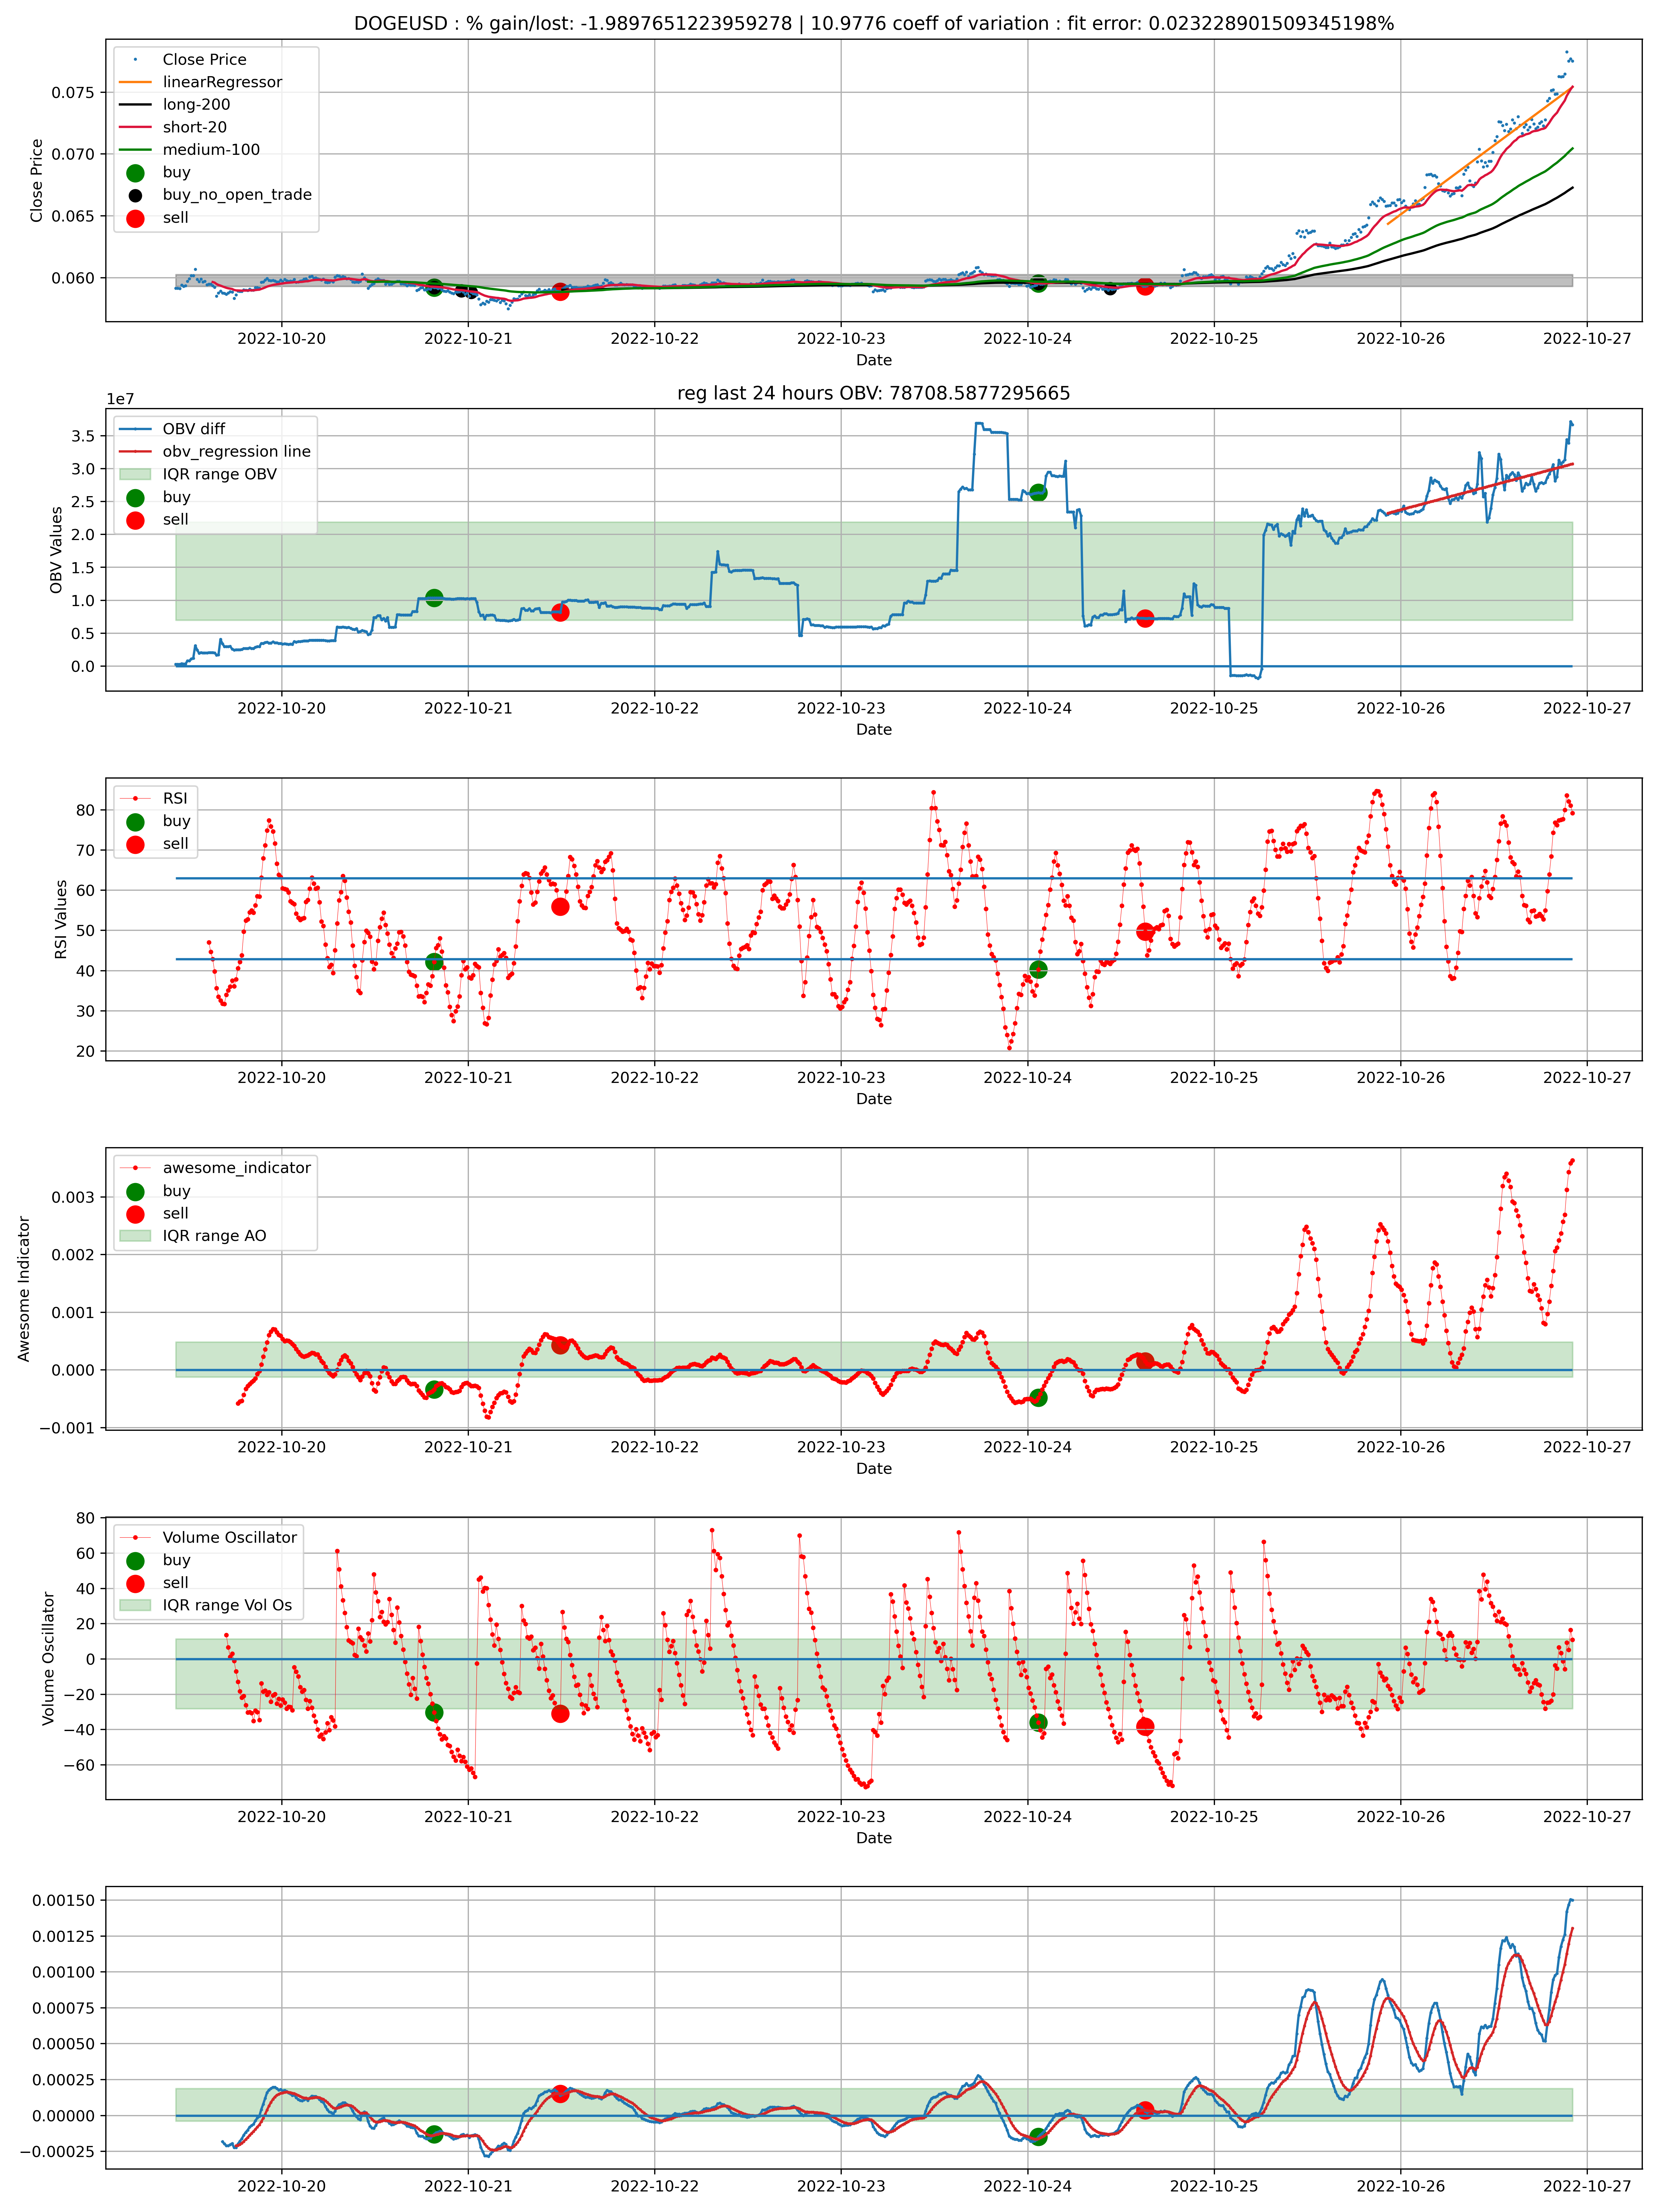 DOGEUSD : % gain/lost: -1.9897651223959278 | 10.9776 coeff of variation : fit error: 0.023228901509345198%
Close Price
linearRegressor
long-200
short-20
medium-100
buy
buy_no_open_trade
sell
Close Price
0.075
0.070
0.065
0.060
2022-10-20 2022-10-21 2022-10-22 2022-10-23 2022-10-24 2022-10-25 2022-10-26 2022-10-27
Date
reg last 24 hours OBV: 78708.5877295665
1e7
OBV diff
obv_regression line
IQR range OBV
buy
sell
OBV Values
3.5
3.0
2.5
2.0
1.5
1.0
0.5
0.0
2022-10-20 2022-10-21 2022-10-22 2022-10-23 2022-10-24 2022-10-25 2022-10-26 2022-10-27
Date
RSI
buy
sell
RSI Values
80
70
60
50
40
30
20
2022-10-20 2022-10-21 2022-10-22 2022-10-23 2022-10-24 2022-10-25 2022-10-26 2022-10-27
Date
awesome_indicator
buy
sell
IQR range AO
Awesome Indicator
0.003
0.002
0.001
0.000
−0.001
2022-10-20 2022-10-21 2022-10-22 2022-10-23 2022-10-24 2022-10-25 2022-10-26 2022-10-27
Date
Volume Oscillator
buy
sell
IQR range Vol Os
Volume Oscillator
80
60
40
20
0
−20
−40
−60
2022-10-20 2022-10-21 2022-10-22 2022-10-23 2022-10-24 2022-10-25 2022-10-26 2022-10-27
Date
0.00150
0.00125
0.00100
0.00075
0.00050
0.00025
0.00000
−0.00025
2022-10-20 2022-10-21 2022-10-22 2022-10-23 2022-10-24 2022-10-25 2022-10-26 2022-10-27